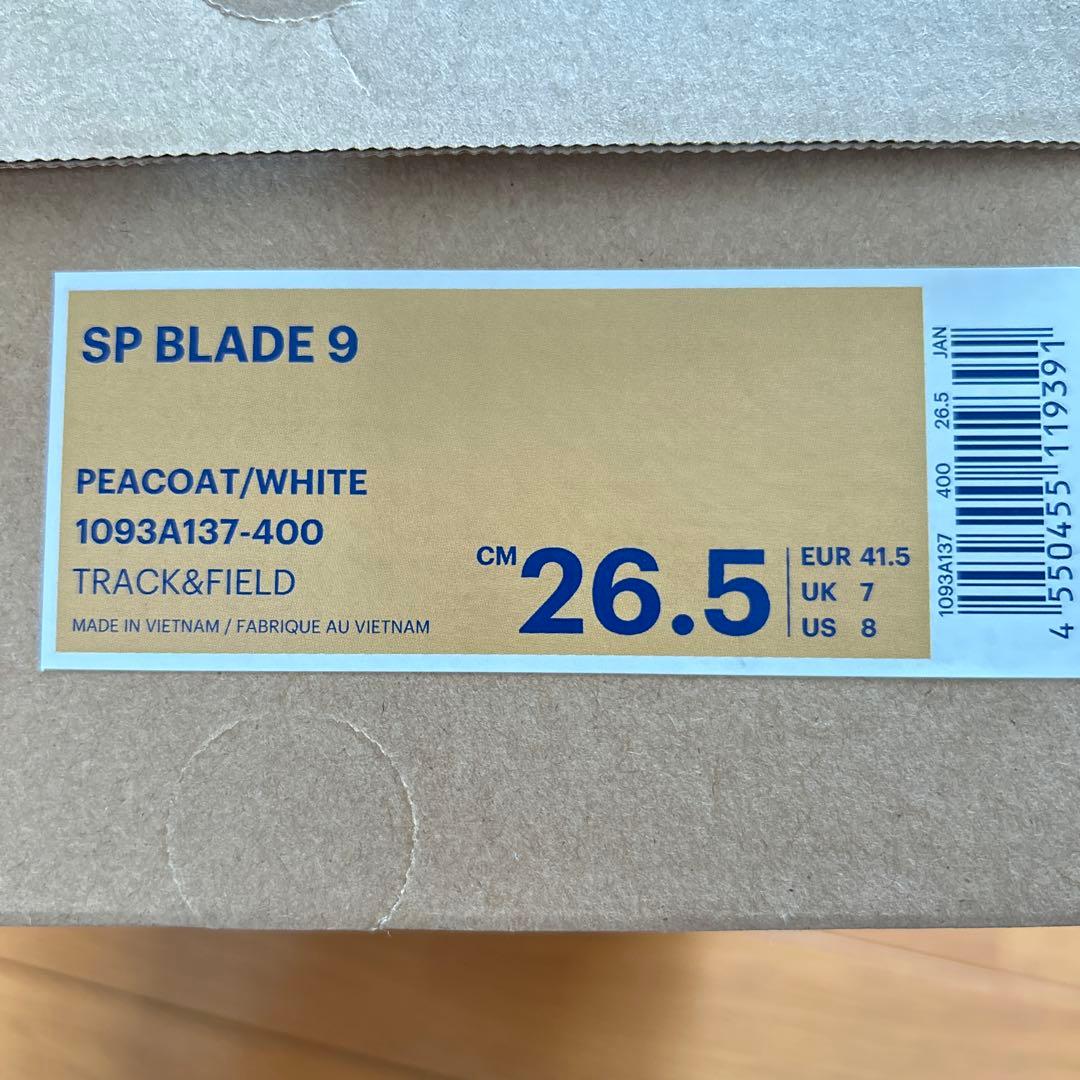 SP BLADE 9
PEACOAT/WHITE
1093A137-400
TRACK&FIELD
MADE IN VIETNAM / FABRIQUE AU VIETNAM
CM 26.5
EUR 41.5
UK 7
US 8
1093A137 400 26.5 JAN
4 550455 119391